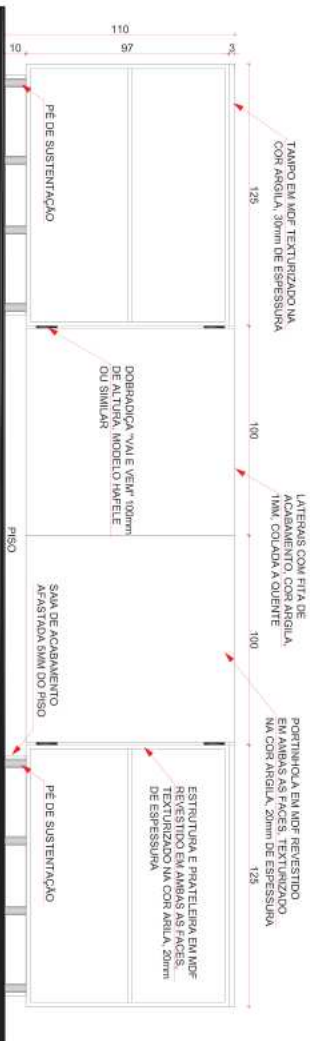 110
10
97
3
TAMPO EM MDF TEXTURIZADO NA
COR ARGILA, 30mm DE ESPESSURA
125
PÉ DE SUSTENTAÇÃO
LATERAIS COM FITA DE
ACABAMENTO, COR ARGILA,
1MM, COLADA A QUENTE
100
DOBRADIÇA "VAI E VEM" 100mm
DE ALTURA, MODELO HAFELE
OU SIMILAR
100
PORTINHOLA EM MDF REVESTIDO
EM AMBAS AS FACES, TEXTURIZADO
NA COR ARGILA, 20mm DE ESPESSURA
125
ESTRUTURA E PRATELEIRA EM MDF
REVESTIDO EM AMBAS AS FACES,
TEXTURIZADO NA COR ARILA, 20mm
DE ESPESSURA
PISO
SAIA DE ACABAMENTO
AFASTADA 5MM DO PISO
PÉ DE SUSTENTAÇÃO